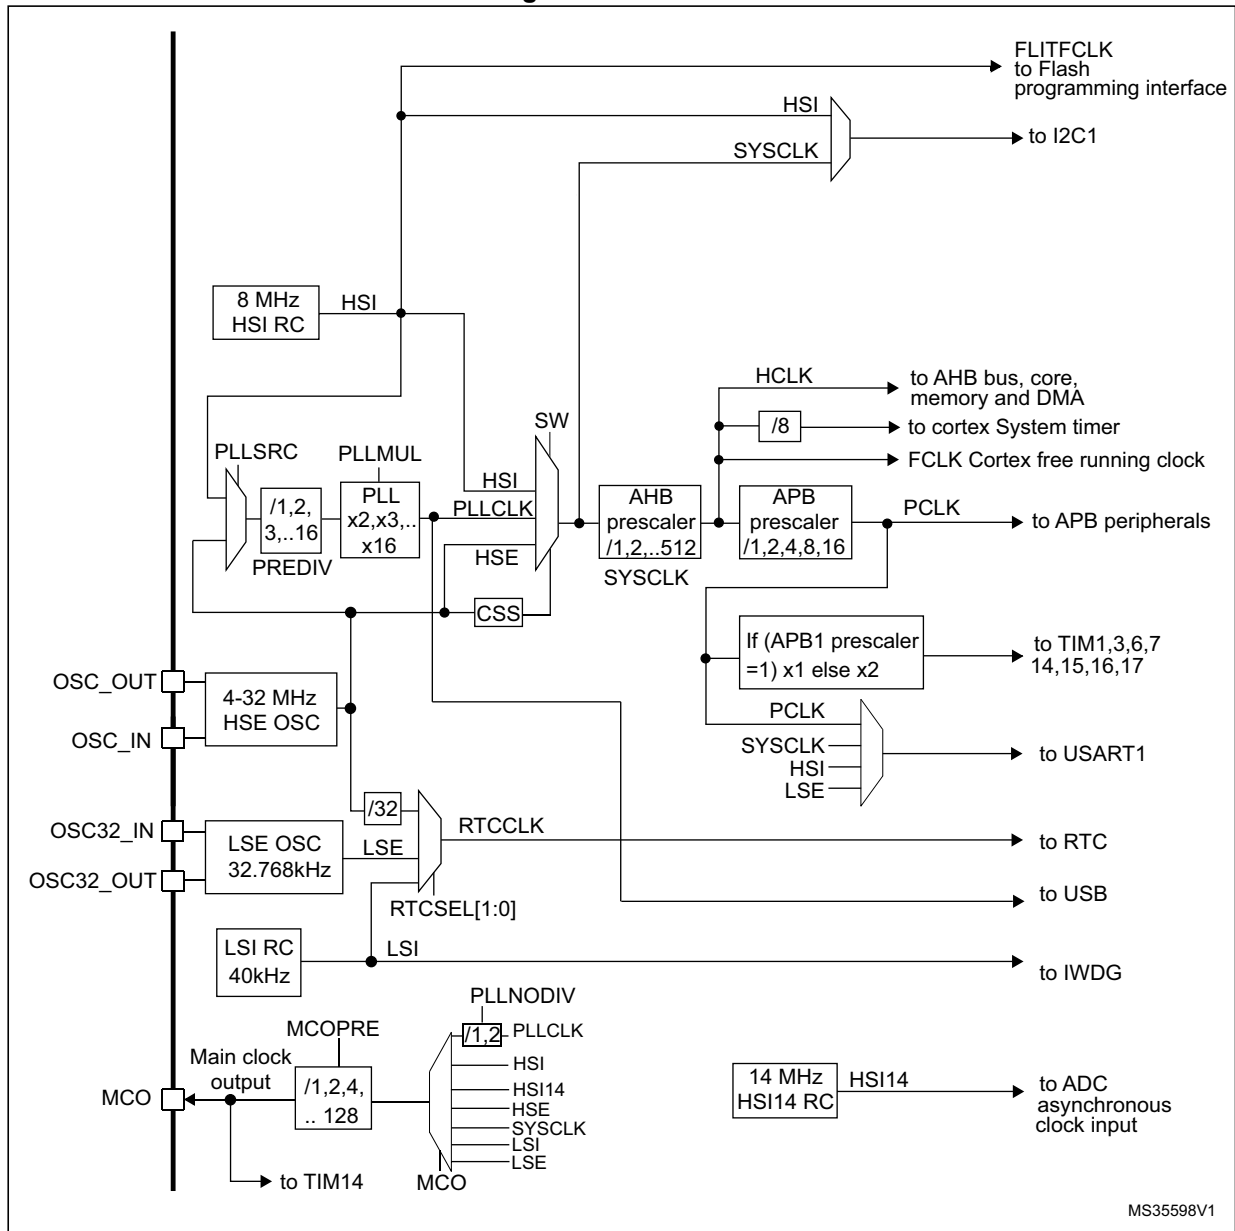 g
FLITFCLK
to Flash
programming interface
HSI
to I2C1
SYSCLK
8 MHz
HSI RC
HSI
HCLK
to AHB bus, core,
memory and DMA
/8
to cortex System timer
FCLK Cortex free running clock
SW
PLLSRC
PLLMUL
/1,2,
3,..16
PREDIV
PLL
x2,x3,..
x16
HSI
PLLCLK
HSE
AHB
prescaler
/1,2,..512
SYSCLK
APB
prescaler
/1,2,4,8,16
PCLK
to APB peripherals
CSS
If (APB1 prescaler
=1) x1 else x2
to TIM1,3,6,7
14,15,16,17
OSC_OUT
OSC_IN
4-32 MHz
HSE OSC
PCLK
SYSCLK
HSI
LSE
to USART1
/32
OSC32_IN
OSC32_OUT
LSE OSC
32.768kHz
LSE
RTCCLK
to RTC
RTCSEL[1:0]
to USB
LSI RC
40kHz
LSI
to IWDG
PLLNODIV
/1,2
PLLCLK
MCOPRE
HSI
Main clock
output
MCO
/1,2,4,
.. 128
HSI14
HSE
SYSCLK
LSI
LSE
MCO
to TIM14
14 MHz
HSI14 RC
HSI14
to ADC
asynchronous
clock input
MS35598V1